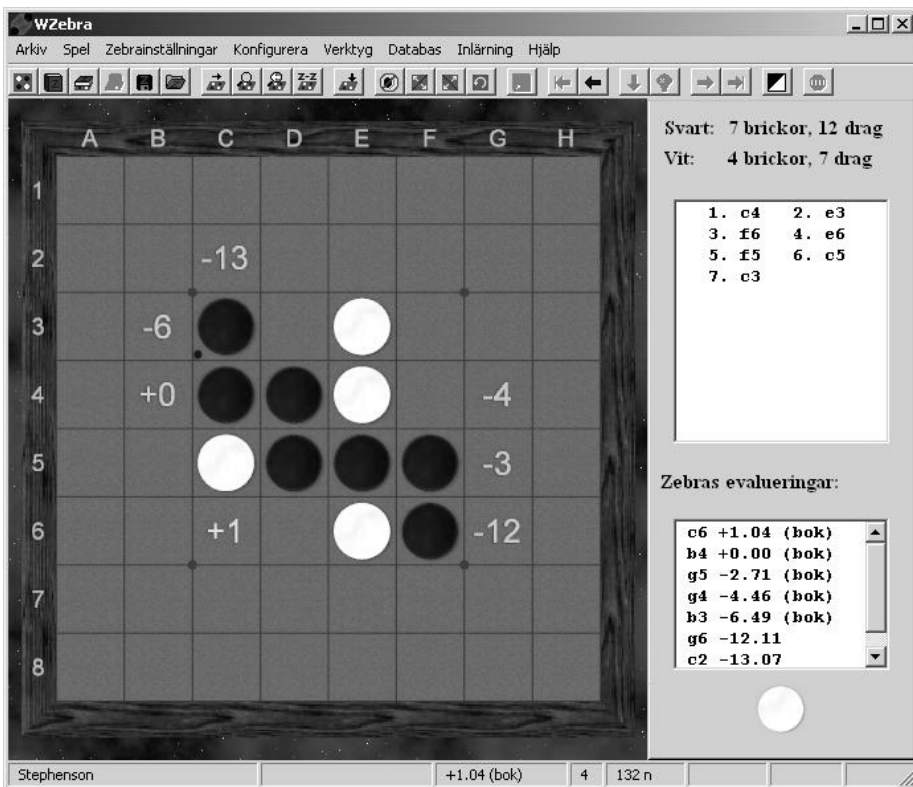 WZebra
Arkiv Spel Zebrainställningar Konfigurera Verktyg Databas Inlärning Hjälp
Z-Z
A B C D E F G H
1
2
3
4
5
6
7
8
-13
-6
+0
-4
-3
+1
-12
Svart: 7 brickor, 12 drag
Vit: 4 brickor, 7 drag
1. c4 2. e3
3. f6 4. e6
5. f5 6. c5
7. c3
Zebras evalueringar:
c6 +1.04 (bok)
b4 +0.00 (bok)
g5 -2.71 (bok)
g4 -4.46 (bok)
b3 -6.49 (bok)
g6 -12.11
c2 -13.07
Stephenson +1.04 (bok) 4 132 n